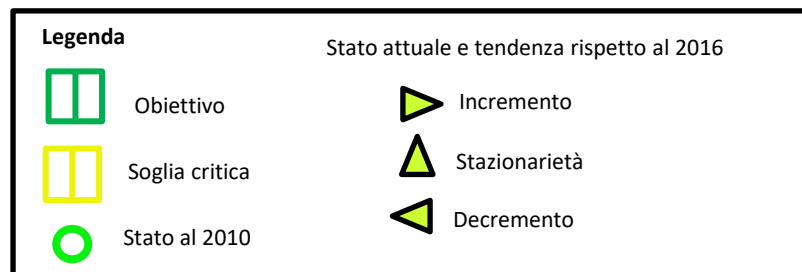 Legenda
Stato attuale e tendenza rispetto al 2016
Obiettivo
Incremento
Soglia critica
Stazionarietà
Stato al 2010
Decremento